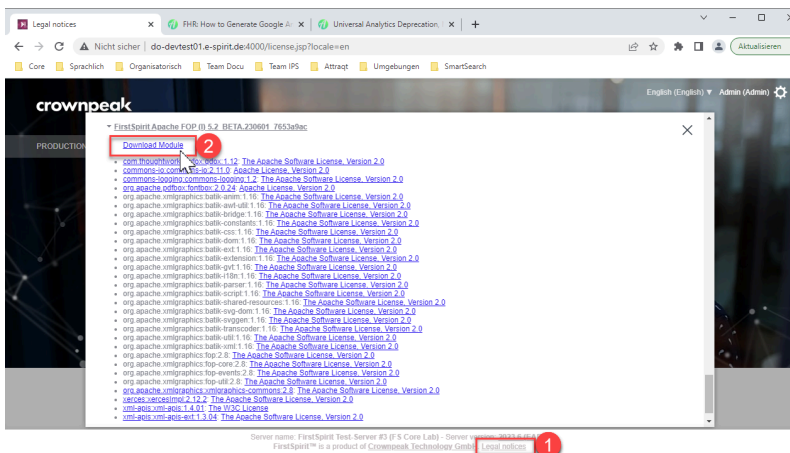 Legal notices
FHR: How to Generate Google Ac
Universal Analytics Deprecation,
Nicht sicher do-devtest01.e-spirit.de:4000/license.jsp?locale=en
Aktualisieren
Core Sprachlich Organisatorisch Team Docu Team IPS Attraqt Umgebungen SmartSearch
English (English) Admin (Admin)
crownpeak
PRODUCTION
FirstSpirit Apache FOP (I) 5.2_BETA.230601_7653a9ac
Download Module
2
commons-io:commons-io:2.11.0: Apache License, Version 2.0
commons-logging:commons-logging:1.2: The Apache Software License, Version 2.0
org.apache.pdfbox:fontbox:2.0.24: Apache License, Version 2.0
org.apache.xmlgraphics:batik-anim:1.16: The Apache Software License, Version 2.0
org.apache.xmlgraphics:batik-awt-util:1.16: The Apache Software License, Version 2.0
org.apache.xmlgraphics:batik-bridge:1.16: The Apache Software License, Version 2.0
org.apache.xmlgraphics:batik-constants:1.16: The Apache Software License, Version 2.0
org.apache.xmlgraphics:batik-css:1.16: The Apache Software License, Version 2.0
org.apache.xmlgraphics:batik-dom:1.16: The Apache Software License, Version 2.0
org.apache.xmlgraphics:batik-ext:1.16: The Apache Software License, Version 2.0
org.apache.xmlgraphics:batik-extension:1.16: The Apache Software License, Version 2.0
org.apache.xmlgraphics:batik-gvt:1.16: The Apache Software License, Version 2.0
org.apache.xmlgraphics:batik-i18n:1.16: The Apache Software License, Version 2.0
org.apache.xmlgraphics:batik-parser:1.16: The Apache Software License, Version 2.0
org.apache.xmlgraphics:batik-script:1.16: The Apache Software License, Version 2.0
org.apache.xmlgraphics:batik-shared-resources:1.16: The Apache Software License, Version 2.0
org.apache.xmlgraphics:batik-svg-dom:1.16: The Apache Software License, Version 2.0
org.apache.xmlgraphics:batik-svggen:1.16: The Apache Software License, Version 2.0
org.apache.xmlgraphics:batik-transcoder:1.16: The Apache Software License, Version 2.0
org.apache.xmlgraphics:batik-util:1.16: The Apache Software License, Version 2.0
org.apache.xmlgraphics:batik-xml:1.16: The Apache Software License, Version 2.0
org.apache.xmlgraphics:fop:2.8: The Apache Software License, Version 2.0
org.apache.xmlgraphics:fop-core:2.8: The Apache Software License, Version 2.0
org.apache.xmlgraphics:fop-events:2.8: The Apache Software License, Version 2.0
org.apache.xmlgraphics:fop-util:2.8: The Apache Software License, Version 2.0
org.apache.xmlgraphics:xmlgraphics-commons:2.8: The Apache Software License, Version 2.0
xerces:xercesImpl:2.12.2: The Apache Software License, Version 2.0
xml-apis:xml-apis:1.4.01: The W3C License
xml-apis:xml-apis-ext:1.3.04: The Apache Software License, Version 2.0
Server name: FirstSpirit Test-Server #3 (FS Core Lab) - Server
FirstSpirit™ is a product of Crownpeak Technology GmbH Legal notices
1